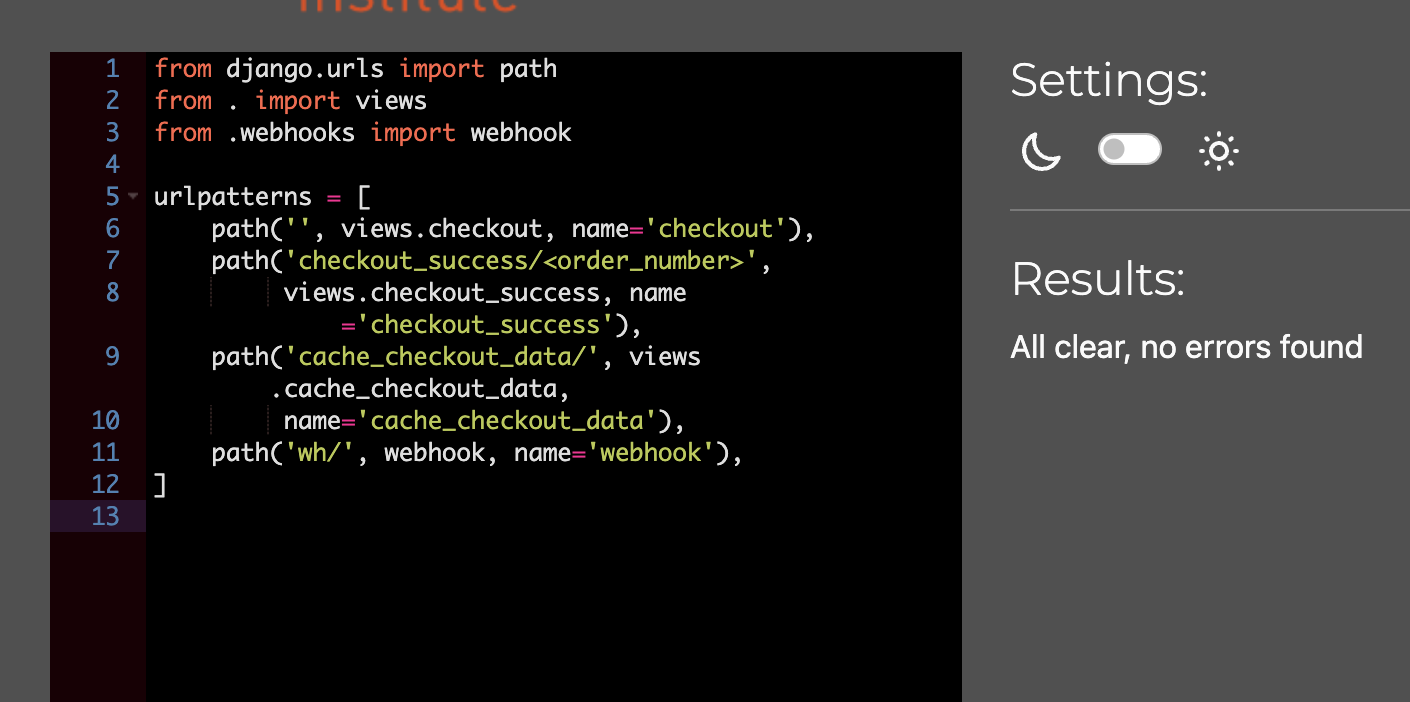 Institute
1 from django.urls import path
2 from . import views
3 from .webhooks import webhook
4
5 urlpatterns = [
6     path('', views.checkout, name='checkout'),
7     path('checkout_success/<order_number>',
8          views.checkout_success, name
             ='checkout_success'),
9     path('cache_checkout_data/', views
        .cache_checkout_data,
10         name='cache_checkout_data'),
11    path('wh/', webhook, name='webhook'),
12 ]
13
Settings:
Results:
All clear, no errors found